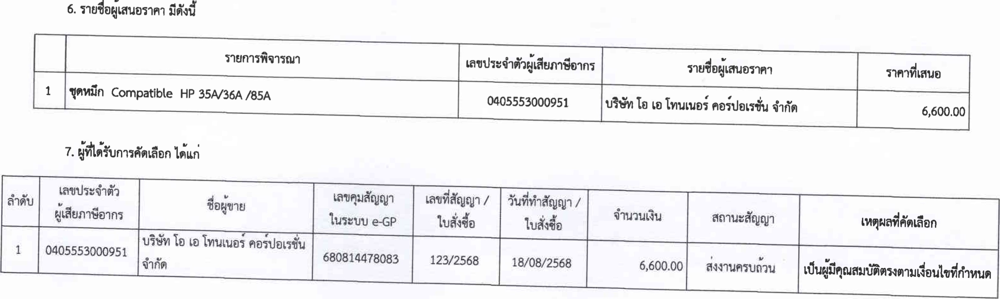 6. รายชื่อผู้เสนอราคา มีดังนี้
รายการพิจารณา เลขประจำตัวผู้เสียภาษีอากร รายชื่อผู้เสนอราคา ราคาที่เสนอ
1 ชุดหมึก Compatible HP 35A/36A /85A 0405553000951 บริษัท โอ เอ โทนเนอร์ คอร์ปอเรชั่น จำกัด 6,600.00
7. ผู้ที่ได้รับการคัดเลือก ได้แก่
ลำดับ
เลขประจำตัว
ผู้เสียภาษีอากร
ชื่อผู้ขาย
เลขคุมสัญญา
ในระบบ e-GP
เลขที่สัญญา /
ใบสั่งซื้อ
วันที่ทำสัญญา /
ใบสั่งซื้อ
จำนวนเงิน
สถานะสัญญา
เหตุผลที่คัดเลือก
1
0405553000951
บริษัท โอ เอ โทนเนอร์ คอร์ปอเรชั่น
จำกัด
680814478083
123/2568
18/08/2568
6,600.00
ส่งงานครบถ้วน
เป็นผู้มีคุณสมบัติตรงตามเงื่อนไขที่กำหนด